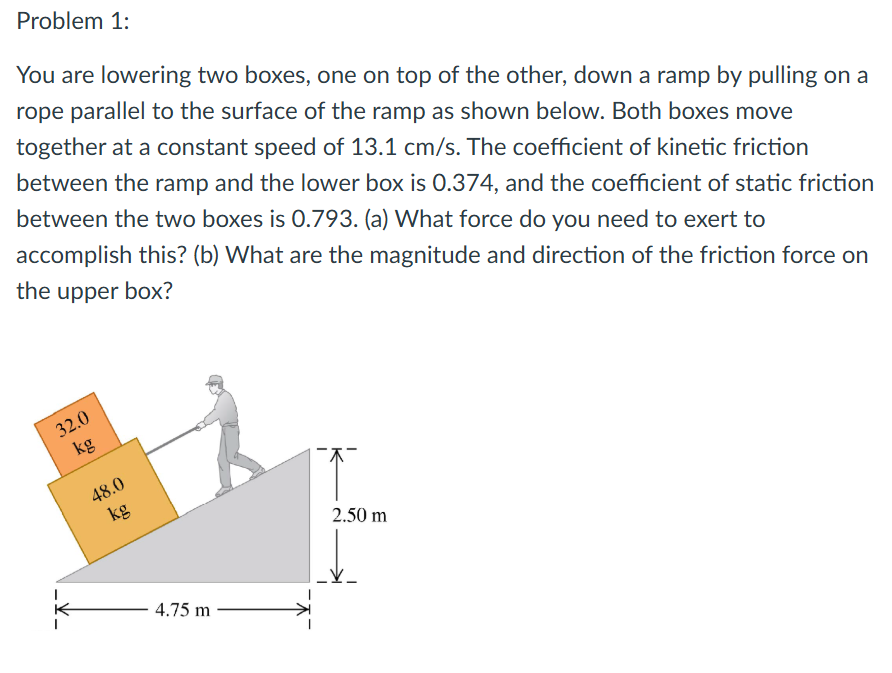 Problem 1:
You are lowering two boxes, one on top of the other, down a ramp by pulling on a
rope parallel to the surface of the ramp as shown below. Both boxes move
together at a constant speed of 13.1 cm/s. The coefficient of kinetic friction
between the ramp and the lower box is 0.374, and the coefficient of static friction
between the two boxes is 0.793. (a) What force do you need to exert to
accomplish this? (b) What are the magnitude and direction of the friction force on
the upper box?
32.0
kg
48.0
kg
2.50 m
4.75 m